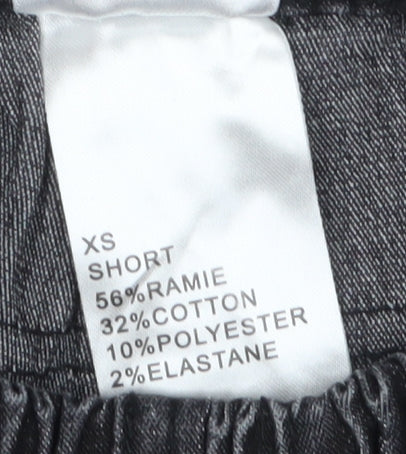 XS
SHORT
56%RAMIE
32%COTTON
10%POLYESTER
2%ELASTANE